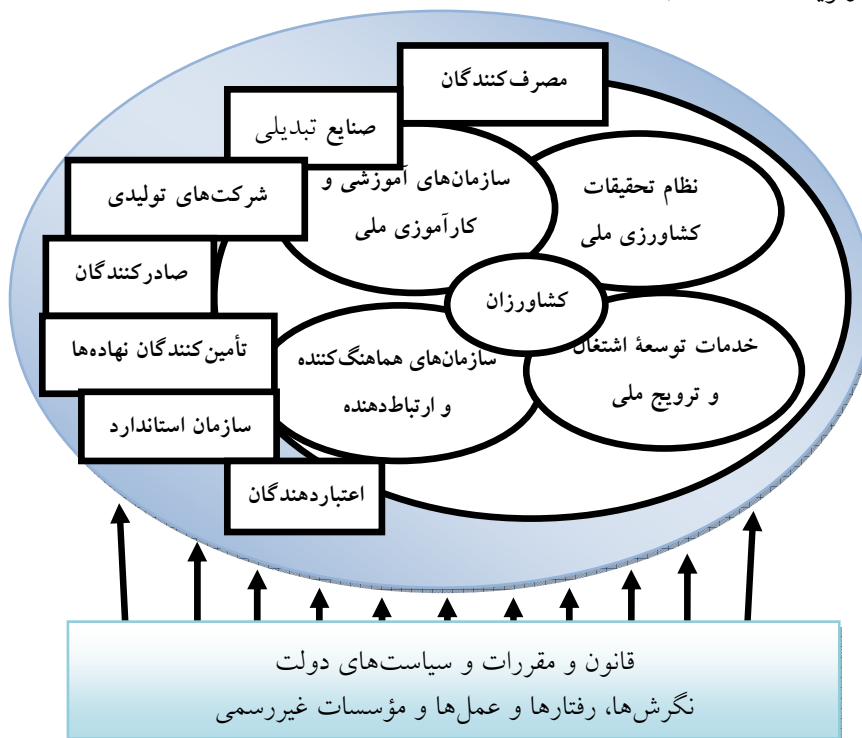 مصرف‌کنندگان
صنایع تبدیلی
سازمان‌های آموزشی و
کارآموزی ملی
نظام تحقیقات
کشاورزی ملی
شرکت‌های تولیدی
صادرکنندگان
کشاورزان
تأمین‌کنندگان نهاده‌ها
سازمان‌های هماهنگ‌کننده
و ارتباط‌دهنده
خدمات توسعۀ اشتغال
و ترویج ملی
سازمان استاندارد
اعتباردهندگان
قانون و مقررات و سیاست‌های دولت
نگرش‌ها، رفتارها و عمل‌ها و مؤسسات غیررسمی